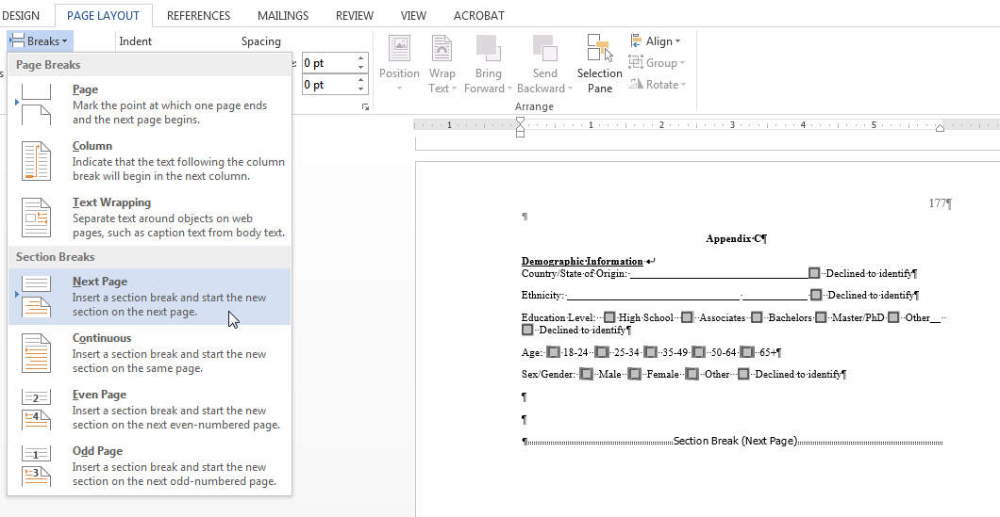 DESIGN PAGE LAYOUT REFERENCES MAILINGS REVIEW VIEW ACROBAT
Breaks
Indent
Spacing
Page Breaks
Page
Mark the point at which one page ends
and the next page begins.
Column
Indicate that the text following the column
break will begin in the next column.
Text Wrapping
Separate text around objects on web
pages, such as caption text from body text.
Section Breaks
Next Page
Insert a section break and start the new
section on the next page.
Continuous
Insert a section break and start the new
section on the same page.
Even Page
Insert a section break and start the new
section on the next even-numbered page.
Odd Page
Insert a section break and start the new
section on the next odd-numbered page.
2
4
1
3
0 pt
0 pt
Position
Wrap
Text
Bring
Forward
Send
Backward
Selection
Pane
Align
Group
Rotate
Arrange
1 1 2 3 4 5
177¶
¶
Appendix·C¶
Demographic·Information·↵
Country/State·of·Origin:·______________________________________ ··Declined·to·identify¶
Ethnicity:·____________________________________·___________ ··Declined·to·identify¶
Education·Level:···High·School····Associates····Bachelors····Master/PhD····Other__··
··Declined·to·identify¶
Age:··18-24····25-34····35-49····50-64····65+¶
Sex/Gender:····Male····Female····Other·····Declined·to·identify¶
¶
¶
¶Section Break (Next Page)